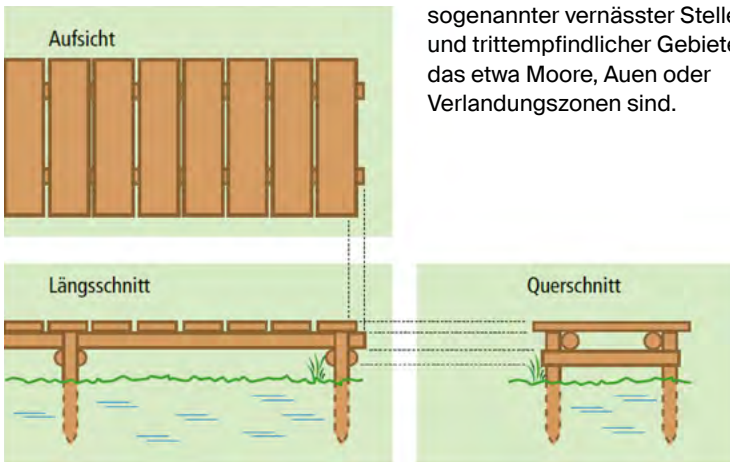 Aufsicht
sogenannter vernässter Stelle
und trittempfindlicher Gebiete
das etwa Moore, Auen oder
Verlandungszonen sind.
Längsschnitt
Querschnitt